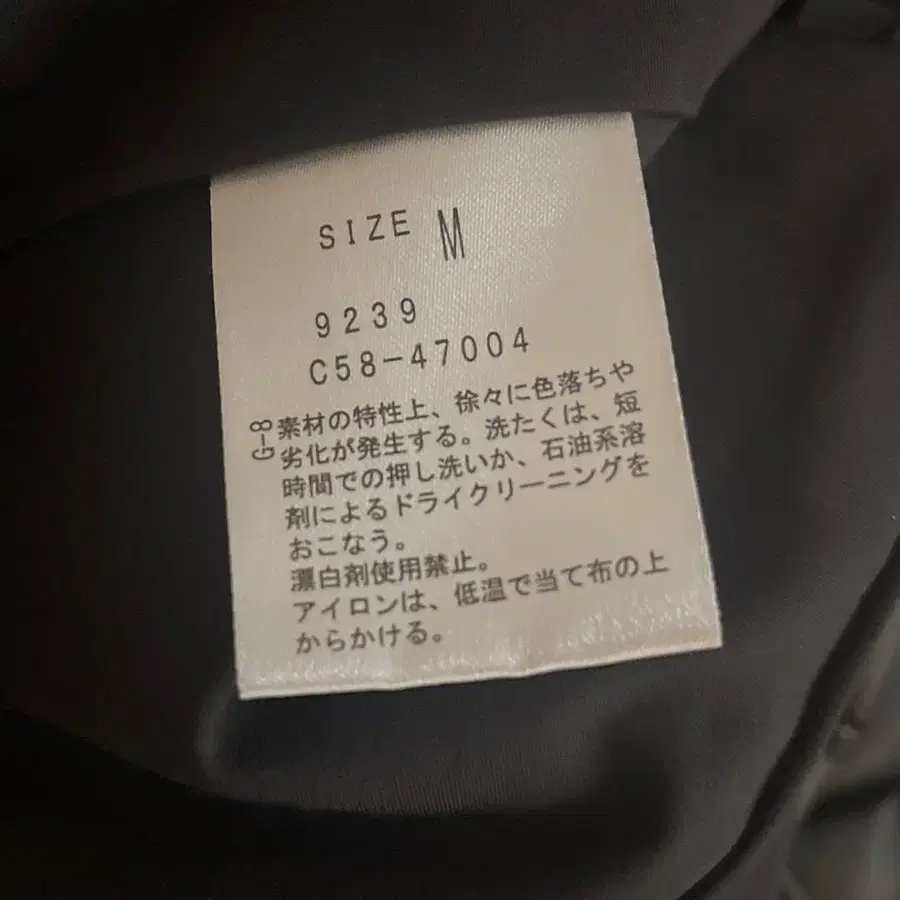 SIZE M
9239
C58-47004
G-8
素材の特性上、徐々に色落ちや
劣化が発生する。洗たくは、短
時間での押し洗いか、石油系溶
剤によるドライクリーニングを
おこなう。
漂白剤使用禁止。
アイロンは、低温で当て布の上
からかける。